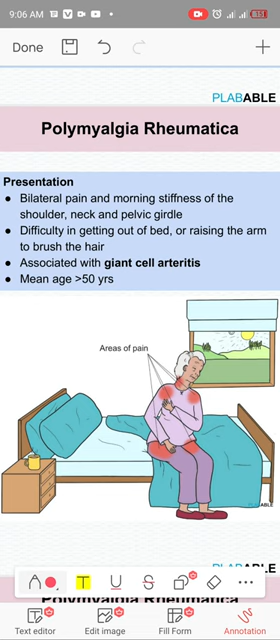 9:06 AM
Done
PLABABLE
Polymyalgia Rheumatica
Presentation
● Bilateral pain and morning stiffness of the
shoulder, neck and pelvic girdle
● Difficulty in getting out of bed, or raising the arm
to brush the hair
● Associated with giant cell arteritis
● Mean age >50 yrs
Areas of pain
T
U
S
Polymyalgia Rheumatica
Text editor
Edit image
Fill Form
Annotation